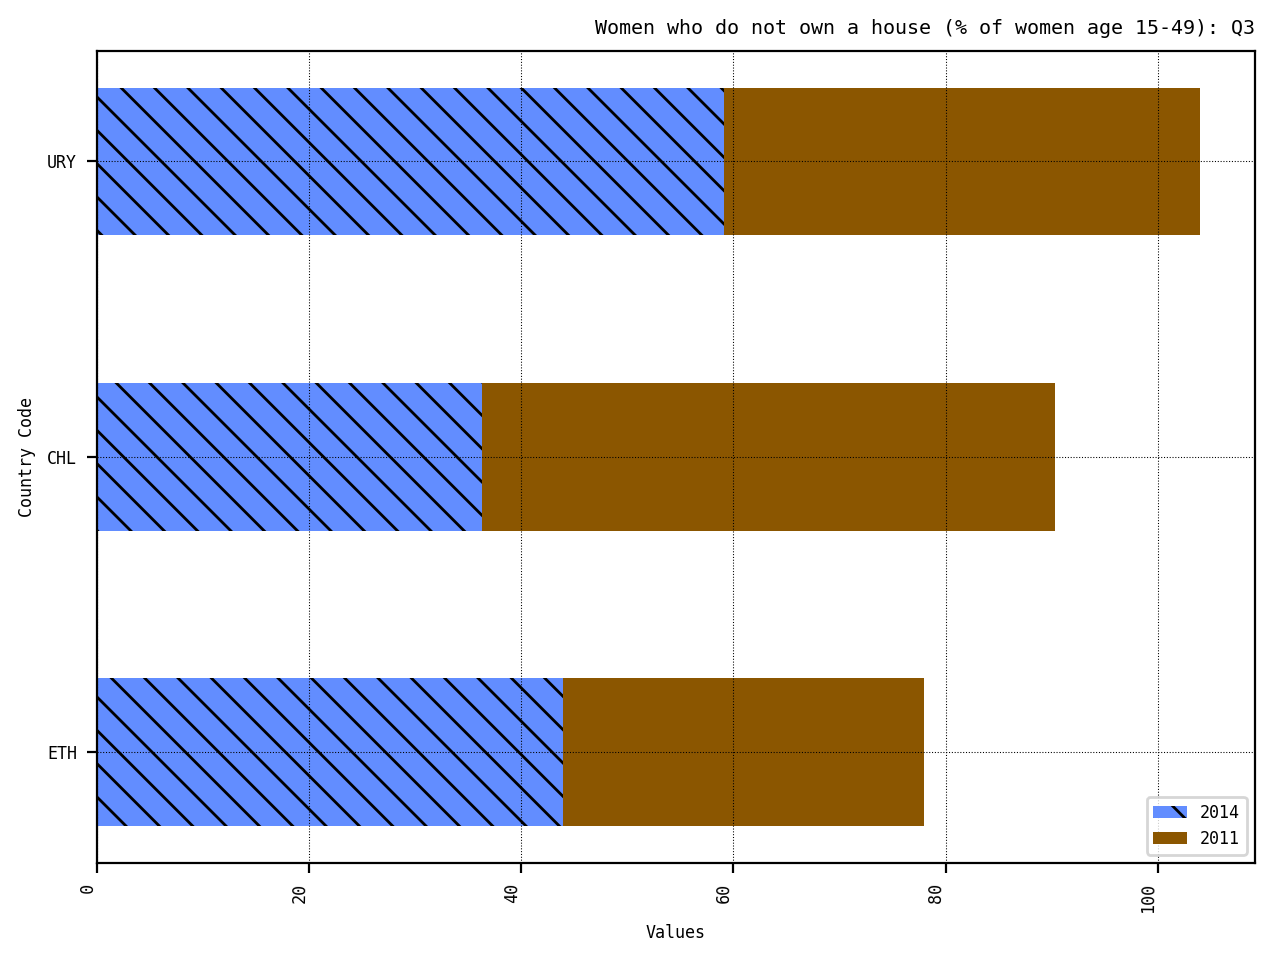 Women who do not own a house (% of women age 15-49): Q3
URY
CHL
ETH
Country Code
0
20
40
60
80
100
Values
2014
2011